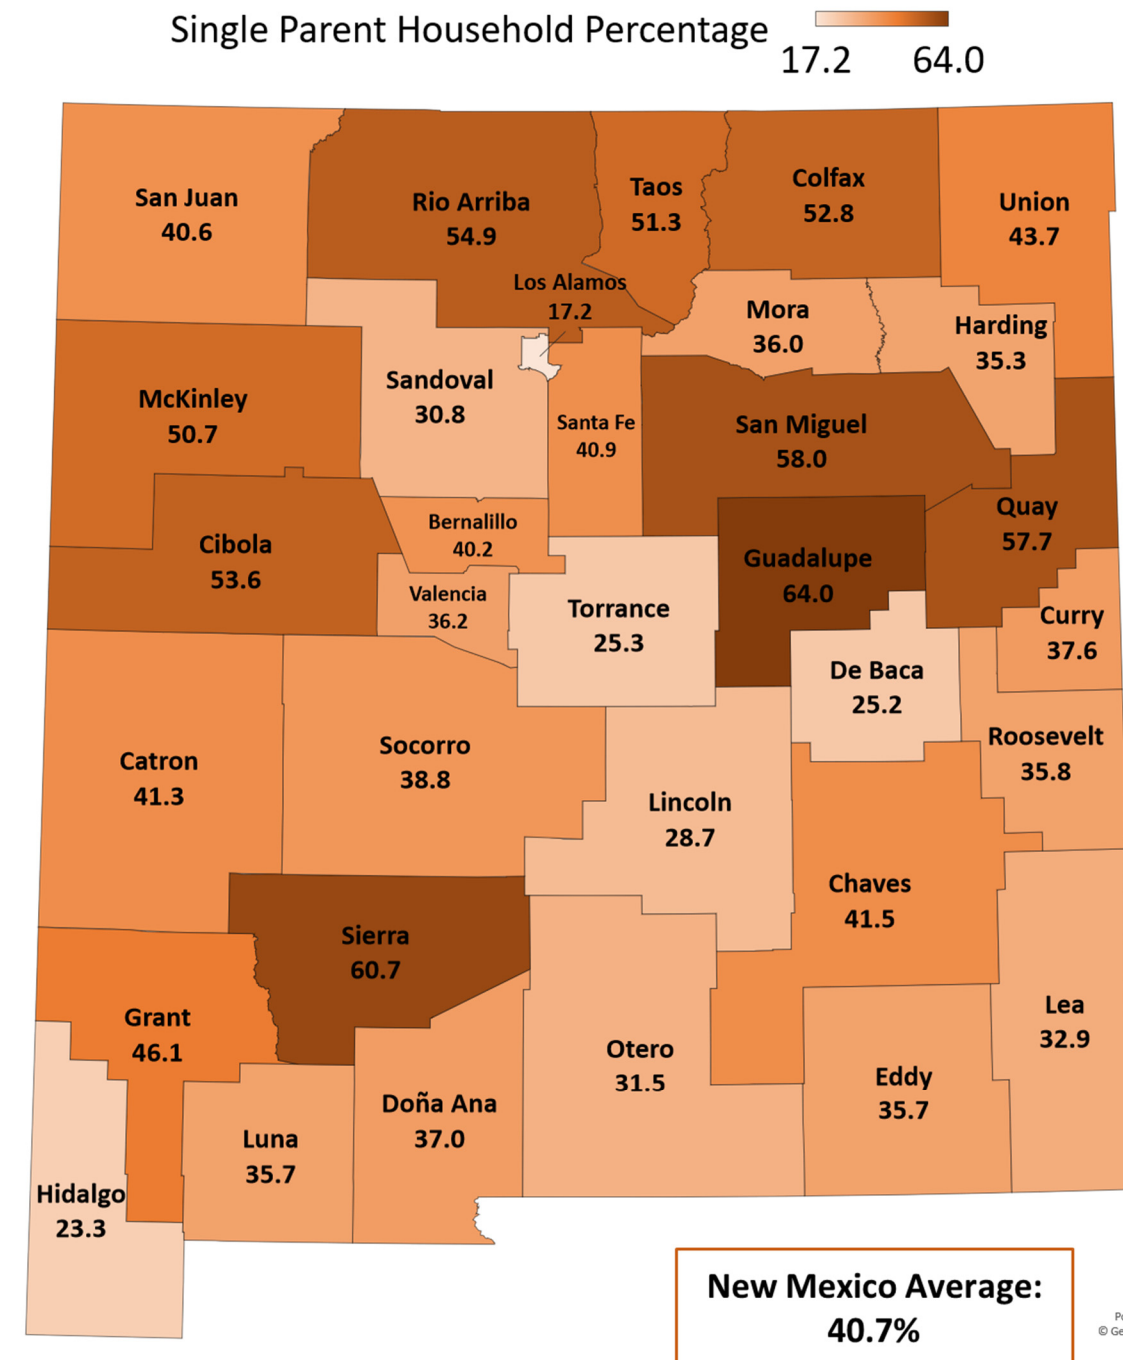 Single Parent Household Percentage
17.2 64.0
San Juan
40.6
Rio Arriba
54.9
Taos
51.3
Colfax
52.8
Union
43.7
Los Alamos
17.2
Mora
36.0
Harding
35.3
McKinley
50.7
Sandoval
30.8
Santa Fe
40.9
San Miguel
58.0
Quay
57.7
Cibola
53.6
Bernalillo
40.2
Guadalupe
64.0
Valencia
36.2
Torrance
25.3
Curry
37.6
De Baca
25.2
Roosevelt
35.8
Catron
41.3
Socorro
38.8
Lincoln
28.7
Chaves
41.5
Sierra
60.7
Grant
46.1
Otero
31.5
Lea
32.9
Eddy
35.7
Doña Ana
37.0
Luna
35.7
Hidalgo
23.3
New Mexico Average:
40.7%
Po
© Ge